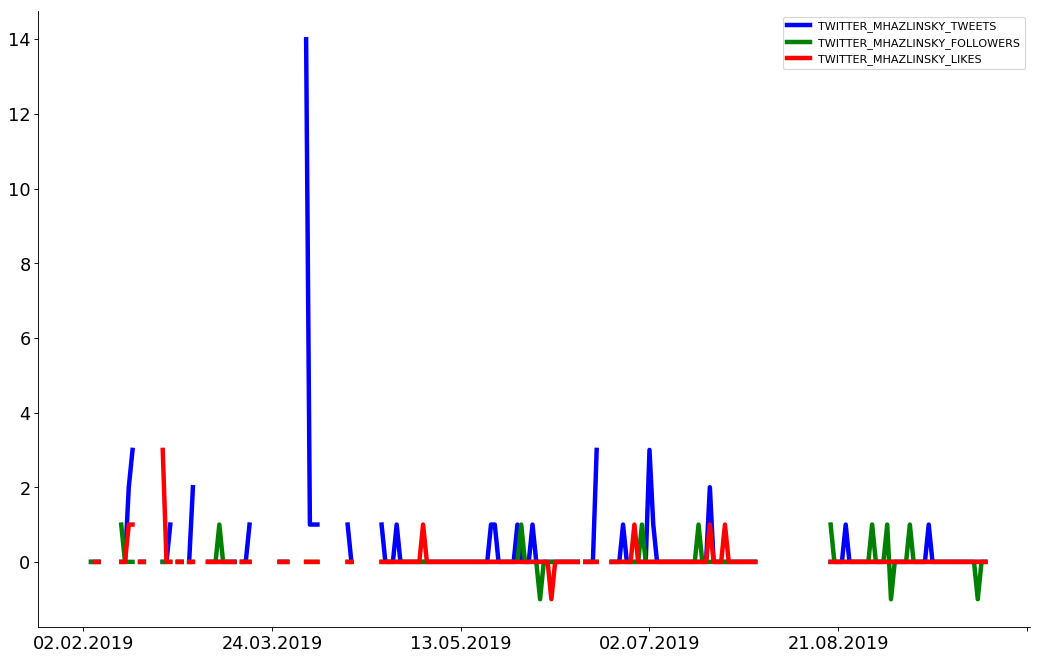 TWITTER_MHAZLINSKY_TWEETS
TWITTER_MHAZLINSKY_FOLLOWERS
TWITTER_MHAZLINSKY_LIKES
14
12
10
8
6
4
2
0
02.02.2019 24.03.2019 13.05.2019 02.07.2019 21.08.2019